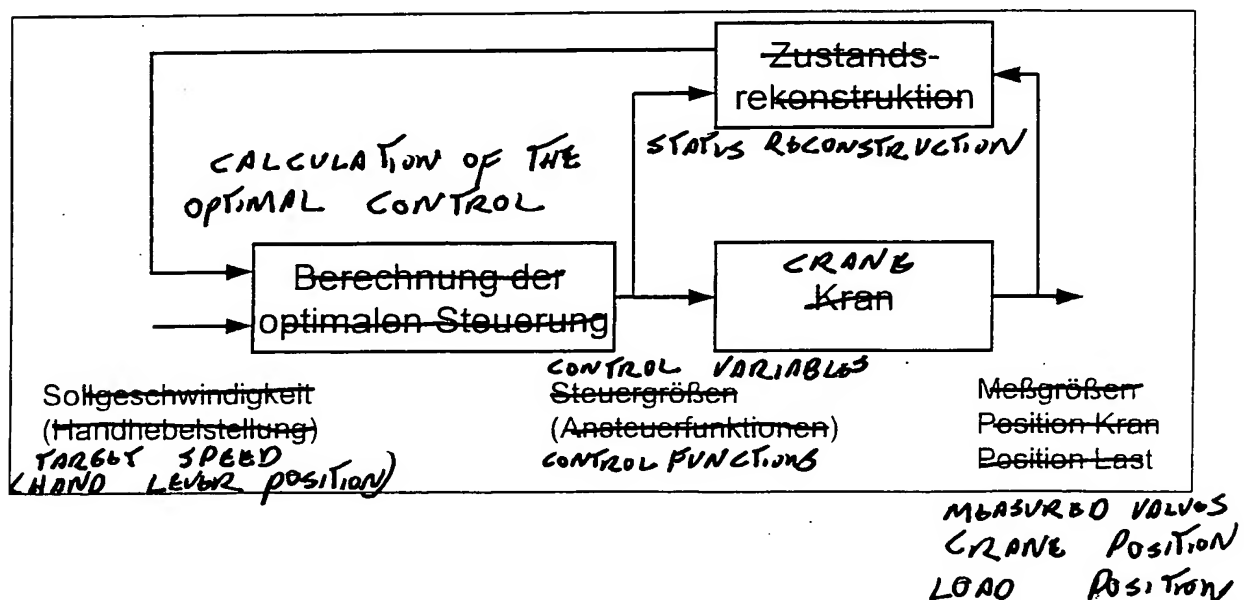 Zustands-
rekonstruktion
STATUS RECONSTRUCTION
CALCULATION OF THE
OPTIMAL CONTROL
Berechnung der
optimalen Steuerung
CRANE
Kran
Sollgeschwindigkeit
(Handhebelstellung)
TARGET SPEED
(HAND LEVER POSITION)
CONTROL VARIABLES
Steuergrößen
(Ansteuerfunktionen)
CONTROL FUNCTIONS
Meßgrößen
Position Kran
Position Last
MEASURED VALUES
CRANE POSITION
LOAD POSITION